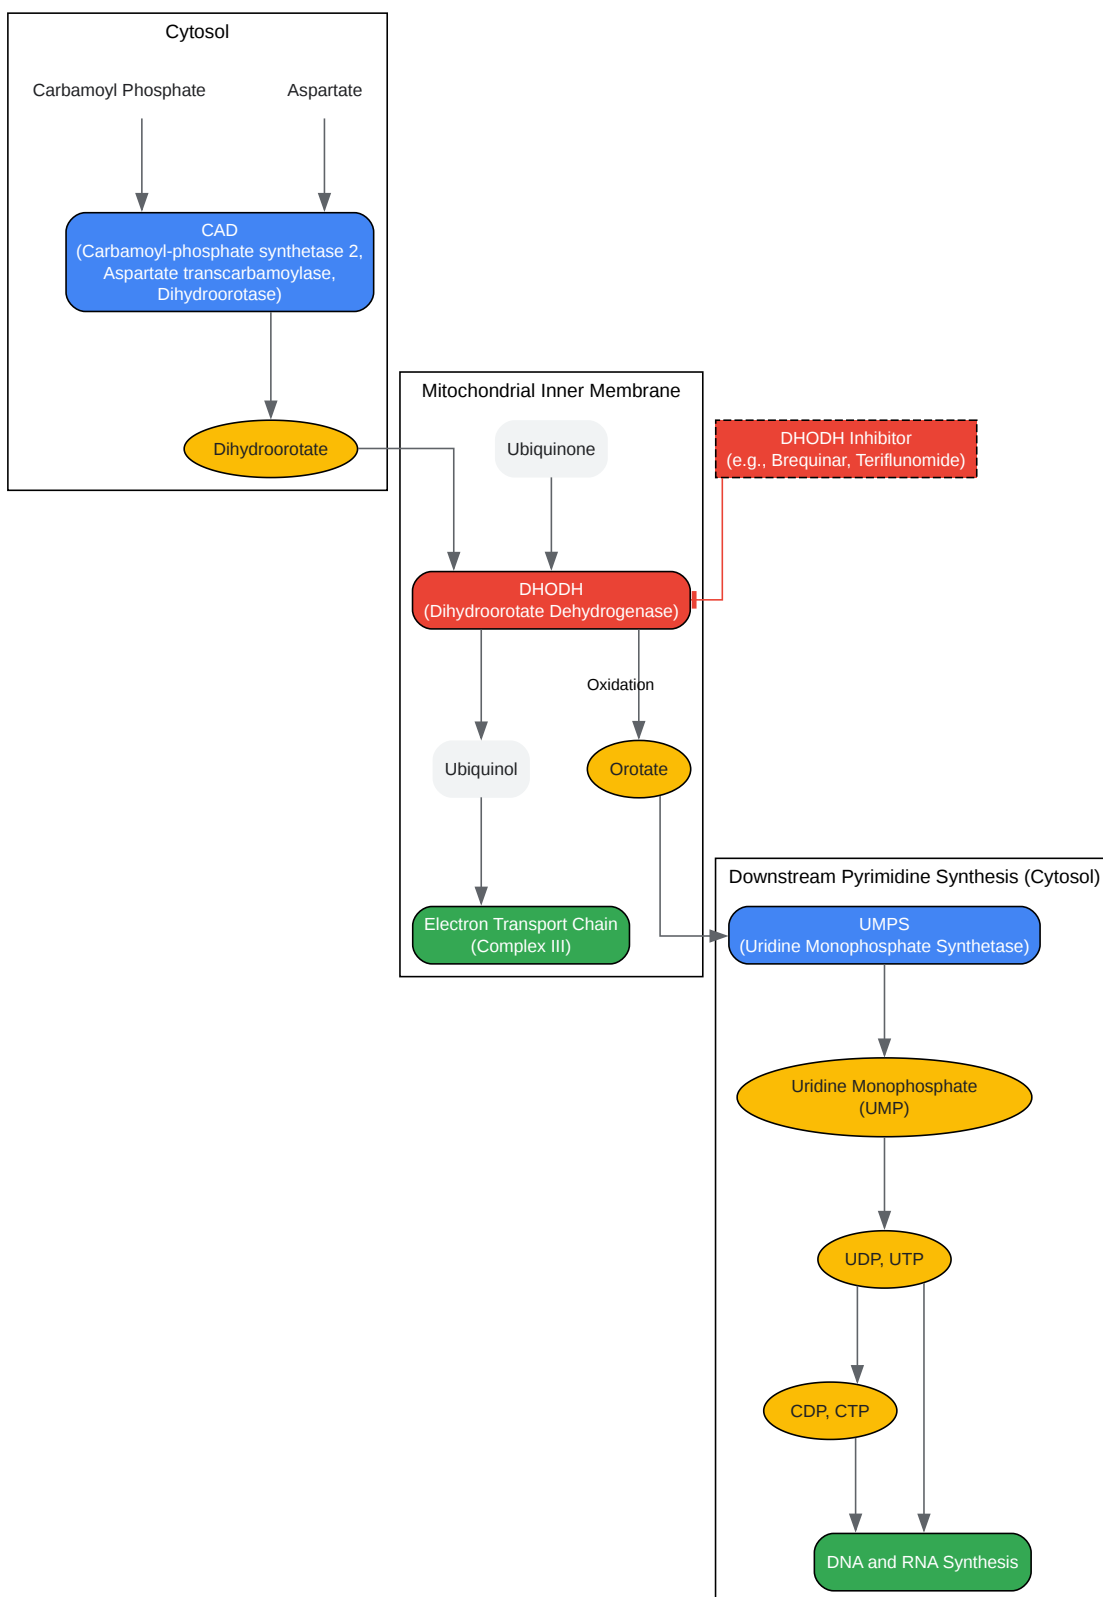 Cytosol
Carbamoyl Phosphate
Aspartate
CAD
(Carbamoyl-phosphate synthetase 2,
Aspartate transcarbamoylase,
Dihydroorotase)
Dihydroorotate
Mitochondrial Inner Membrane
Ubiquinone
DHODH Inhibitor
(e.g., Brequinar, Teriflunomide)
DHODH
(Dihydroorotate Dehydrogenase)
Oxidation
Ubiquinol
Orotate
Electron Transport Chain
(Complex III)
Downstream Pyrimidine Synthesis (Cytosol)
UMPS
(Uridine Monophosphate Synthetase)
Uridine Monophosphate
(UMP)
UDP, UTP
CDP, CTP
DNA and RNA Synthesis